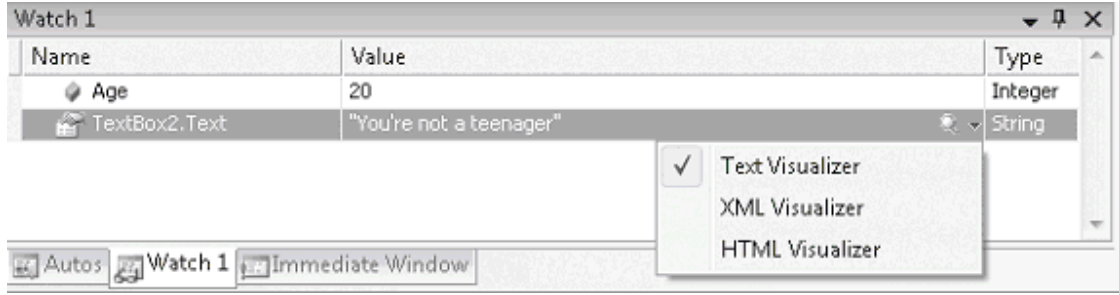 Watch 1
Name Value Type
Age 20 Integer
TextBox2.Text "You're not a teenager" String
Text Visualizer
XML Visualizer
HTML Visualizer
Autos Watch 1 Immediate Window